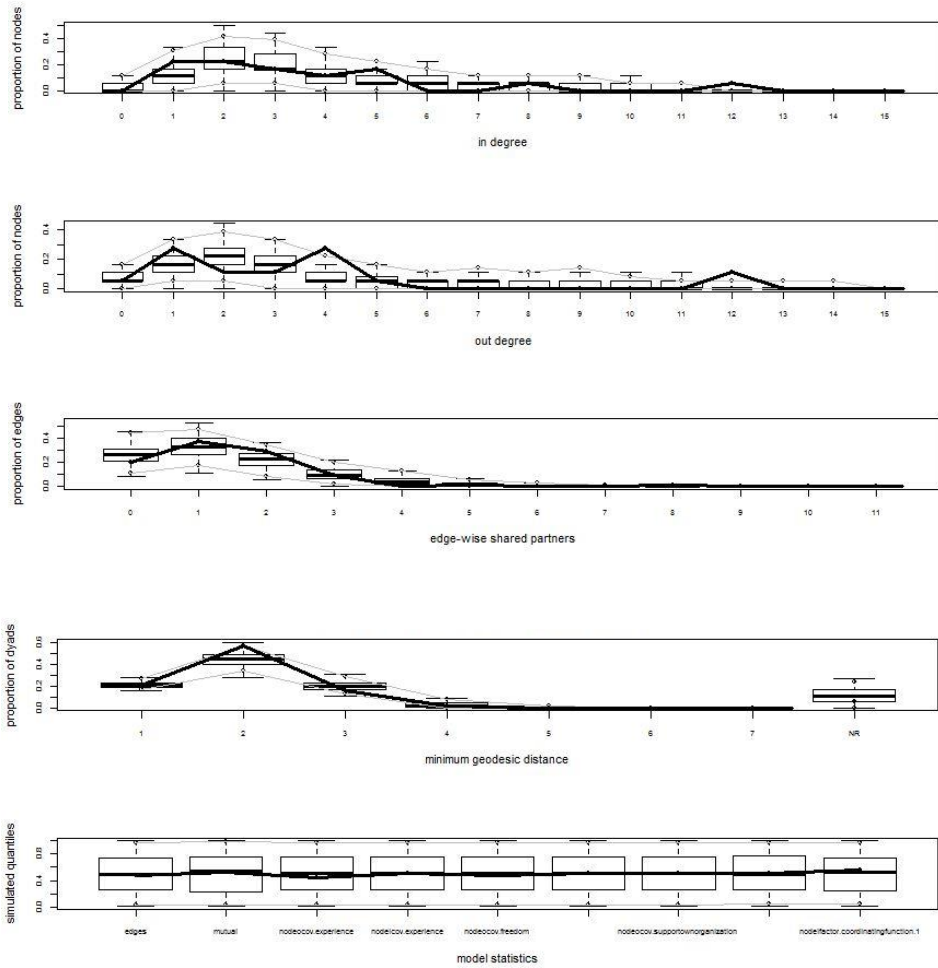 proportion of nodes
0.0 0.2 0.4
0 1 2 3 4 5 6 7 8 9 10 11 12 13 14 15
in degree
proportion of nodes
0.0 0.2 0.4
0 1 2 3 4 5 6 7 8 9 10 11 12 13 14 15
out degree
proportion of edges
0.0 0.2 0.4
0 1 2 3 4 5 6 7 8 9 10 11
edge-wise shared partners
proportion of dyads
0.0 0.2 0.4 0.6
1 2 3 4 5 6 7 NR
minimum geodesic distance
simulated quantiles
0.0 0.4 0.8
edges mutual nodeocov.experience nodeicov.experience nodeocov.freedom nodeocov.supportownorganization nodeifactor.coordinatingfunction.1
model statistics